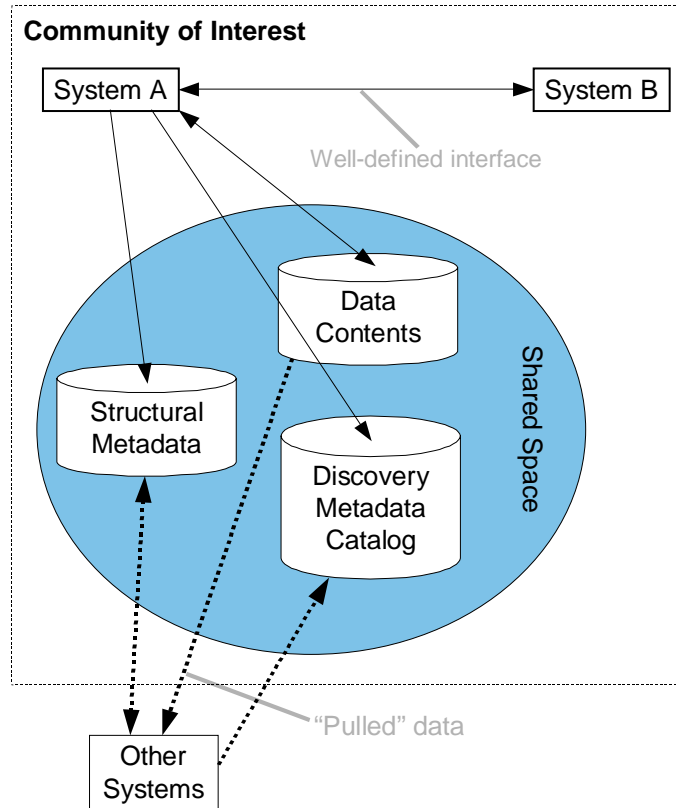 Community of Interest
System A
System B
Well-defined interface
Data
Contents
Shared Space
Structural
Metadata
Discovery
Metadata
Catalog
“Pulled” data
Other
Systems